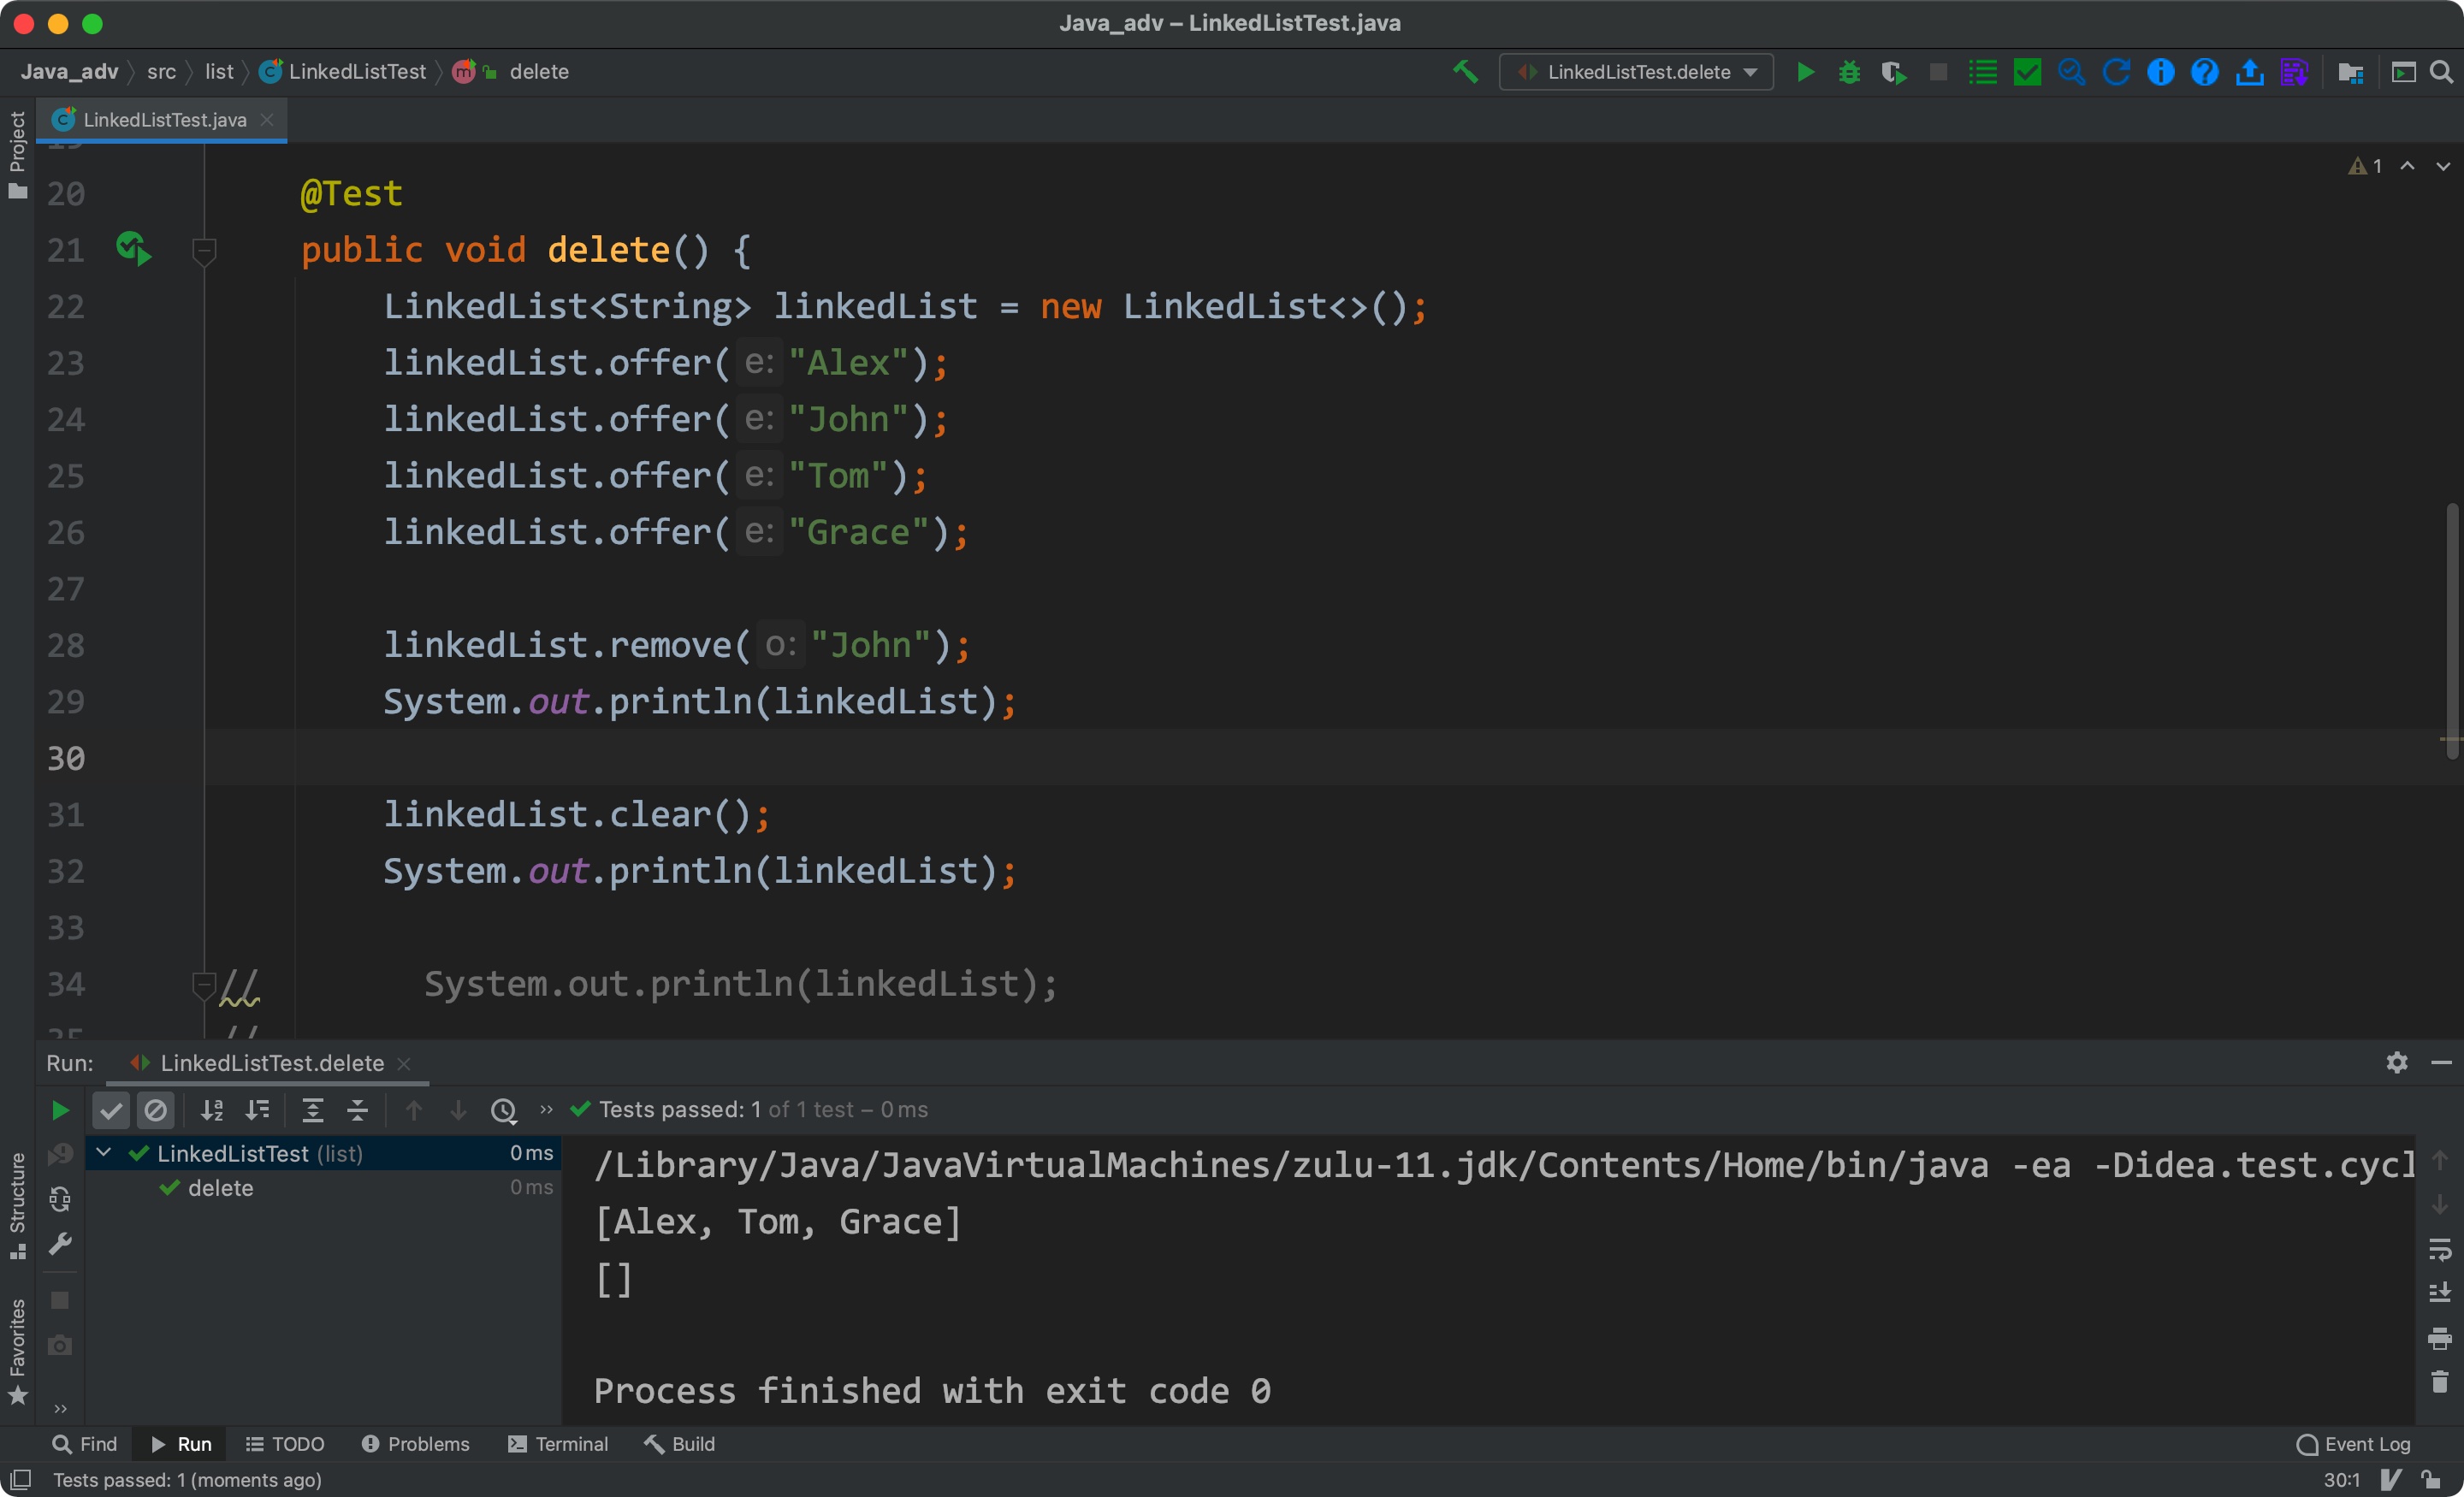 Java_adv – LinkedListTest.java
Java_adv src list LinkedListTest delete
LinkedListTest.delete
Project
LinkedListTest.java
1
20 @Test
21 public void delete() {
22 LinkedList<String> linkedList = new LinkedList<>();
23 linkedList.offer( e: "Alex");
24 linkedList.offer( e: "John");
25 linkedList.offer( e: "Tom");
26 linkedList.offer( e: "Grace");
27
28 linkedList.remove( o: "John");
29 System.out.println(linkedList);
30
31 linkedList.clear();
32 System.out.println(linkedList);
33
34 // System.out.println(linkedList);
//
Run: LinkedListTest.delete
Tests passed: 1 of 1 test – 0 ms
LinkedListTest (list) 0 ms
delete 0 ms
/Library/Java/JavaVirtualMachines/zulu-11.jdk/Contents/Home/bin/java -ea -Didea.test.cycl
[Alex, Tom, Grace]
[]
Process finished with exit code 0
Structure
Favorites
Find Run TODO Problems Terminal Build Event Log
Tests passed: 1 (moments ago) 30:1